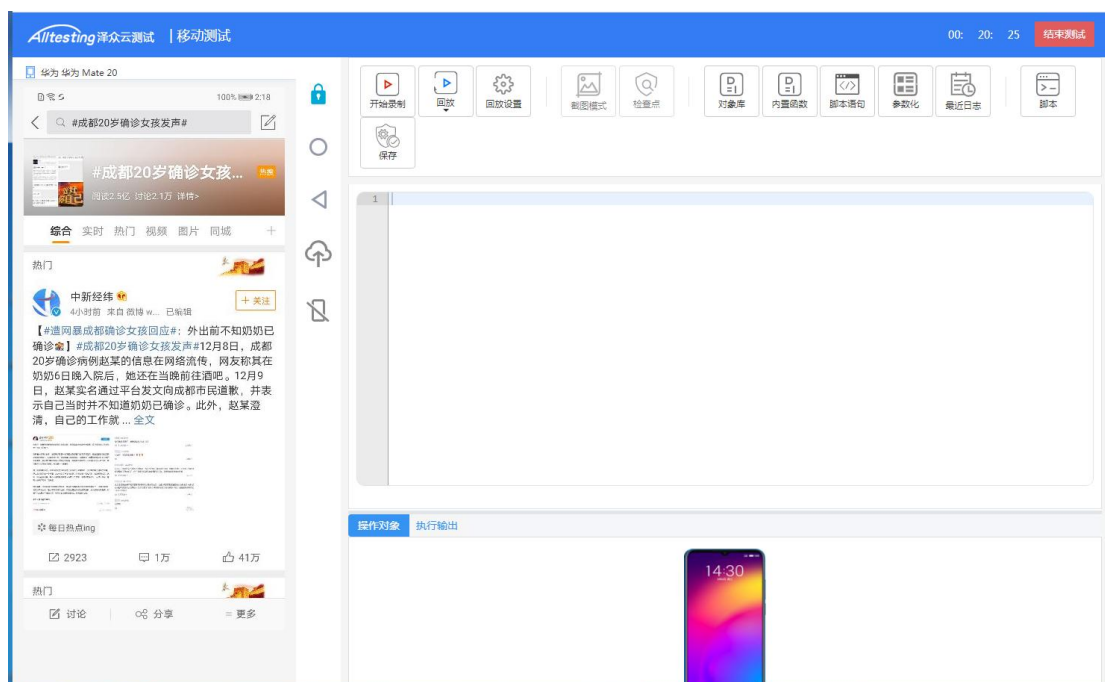 Alltesting泽众云测试 | 移动测试
00: 20: 25 结束测试
华为 华为 Mate 20
100% 2:18
#成都20岁确诊女孩发声#
#成都20岁确诊女孩... 热搜
阅读2.5亿 讨论2.1万 详情>
综合 实时 热门 视频 图片 同城 +
热门
中新经纬
4小时前 来自 微博 w... 已编辑
+ 关注
【#遭网暴成都确诊女孩回应#：外出前不知奶奶已
确诊】#成都20岁确诊女孩发声#12月8日，成都
20岁确诊病例赵某的信息在网络流传，网友称其在
奶奶6日晚入院后，她还在当晚前往酒吧。12月9
日，赵某实名通过平台发文向成都市民道歉，并表
示自己当时并不知道奶奶已确诊。此外，赵某澄
清，自己的工作就 ... 全文
每日热点ing
2923 1万 41万
热门
讨论 分享 更多
开始录制 回放 回放设置 截图模式 检查点 对象库 内置函数 脚本语句 参数化 最近日志 脚本
保存
1
操作对象 执行输出
14:30